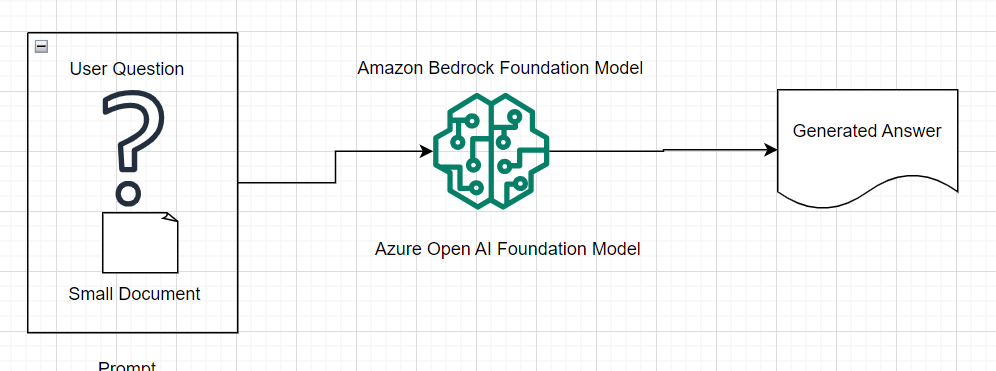 User Question
Small Document
Prompt
Amazon Bedrock Foundation Model
Azure Open AI Foundation Model
Generated Answer